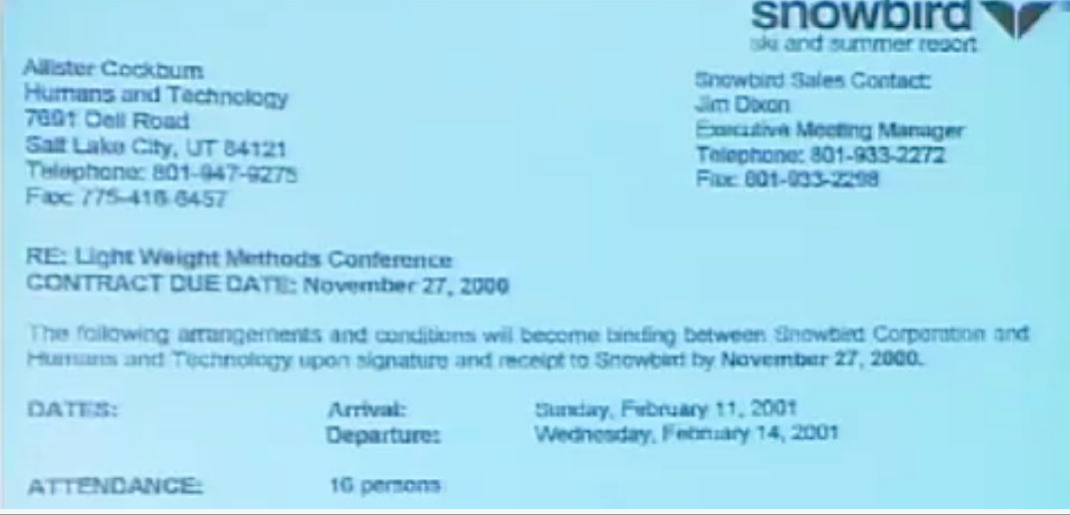 snowbird
ski and summer resort
Allister Cockburn
Humans and Technology
7691 Dell Road
Salt Lake City, UT 84121
Telephone: 801-947-9275
Fax: 775-416-6457
Snowbird Sales Contact:
Jim Dixon
Executive Meeting Manager
Telephone: 801-933-2272
Fax: 801-933-2298
RE: Light Weight Methods Conference
CONTRACT DUE DATE: November 27, 2000
The following arrangements and conditions will become binding between Snowbird Corporation and
Humans and Technology upon signature and receipt to Snowbird by November 27, 2000.
DATES: Arrival: Sunday, February 11, 2001
Departure: Wednesday, February 14, 2001
ATTENDANCE: 16 persons